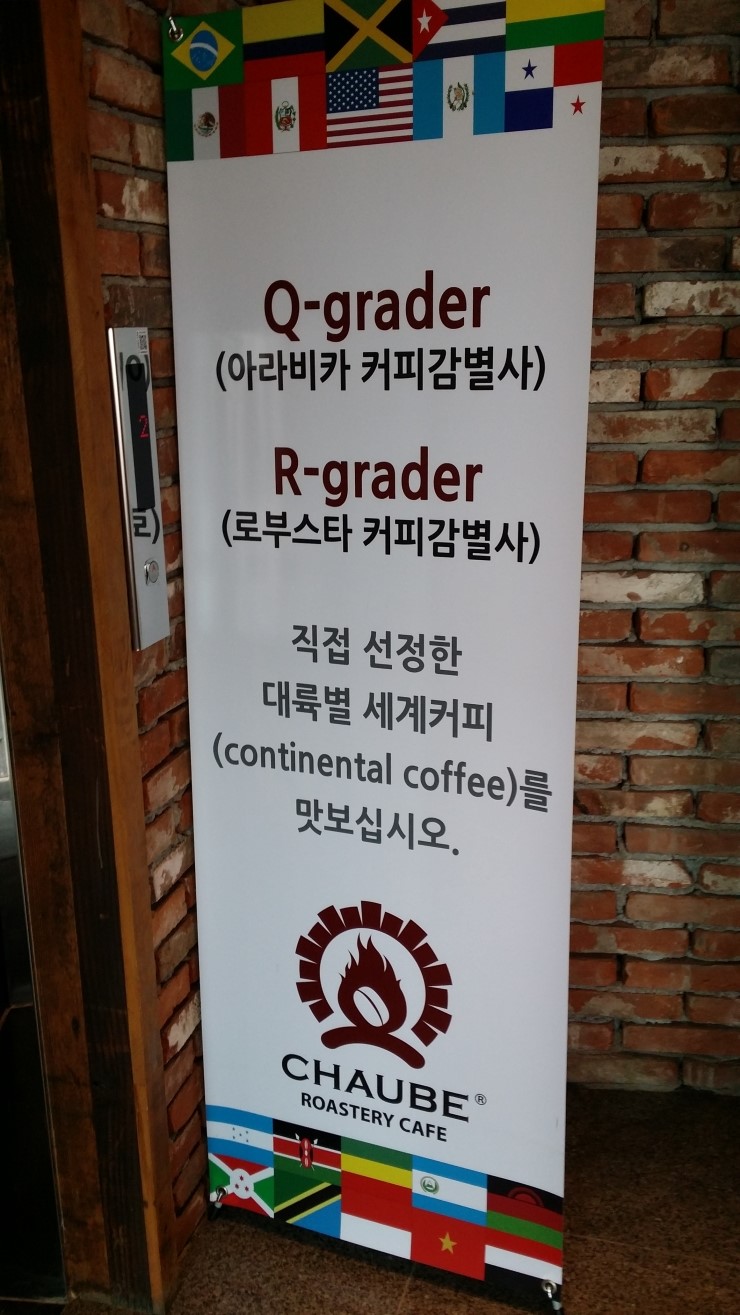 Q-grader
(아라비카 커피감별사)
R-grader
(로부스타 커피감별사)
직접 선정한
대륙별 세계커피
(continental coffee)를
맛보십시오.
CHAUBE®
ROASTERY CAFE
2